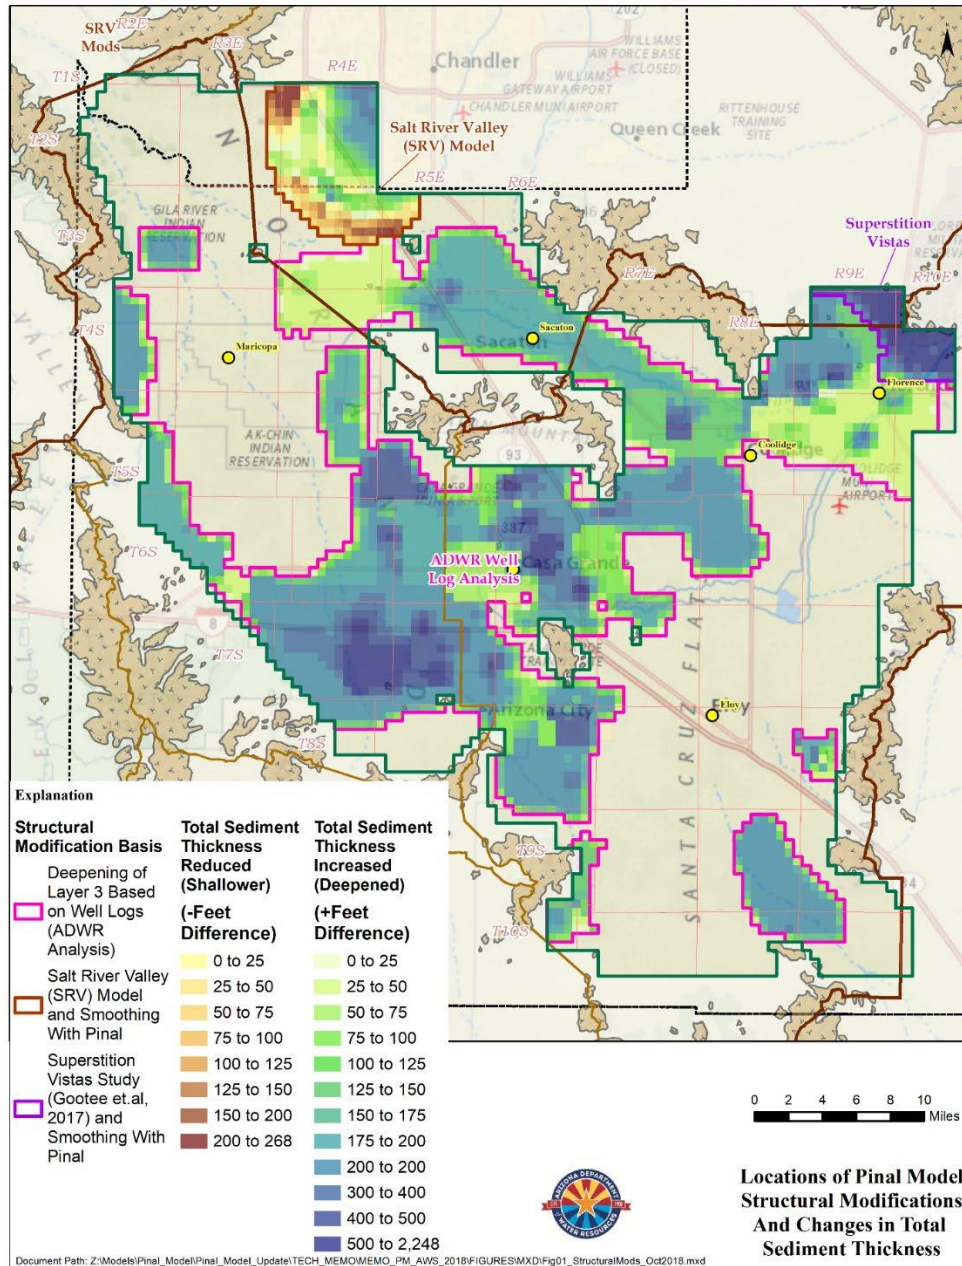 SRV
Mods
R2E
R3E
T1S
R4E
Chandler
202
WILLIAMS
AIR FORCE BASE
(CLOSED)
WILLIAMS
GATEWAY AIRPORT
CHANDLER MUNI AIRPORT
RITTENHOUSE
TRAINING
SITE
Queen Creek
Salt River Valley
(SRV) Model
T2S
R5E
R6E
GILA RIVER
INDIAN
RESERVATION
T3S
Superstition
Vistas
R7E
R9E
R10E
T4S
R8E
Maricopa
Sacaton
Sacaton
Florence
AK-CHIN
INDIAN
RESERVATION
93
Coolidge
T5S
AIRPORT
387
T6S
ADWR Well
Log Analysis
Casa Grande
8
T7S
Arizona City
Eloy
SANTA CRUZ FLAT
T8S
T9S
T10S
Explanation
Structural
Modification Basis
Deepening of
Layer 3 Based
on Well Logs
(ADWR
Analysis)
Salt River Valley
(SRV) Model
and Smoothing
With Pinal
Superstition
Vistas Study
(Gootee et.al,
2017) and
Smoothing With
Pinal
Total Sediment
Thickness
Reduced
(Shallower)
(-Feet
Difference)
0 to 25
25 to 50
50 to 75
75 to 100
100 to 125
125 to 150
150 to 200
200 to 268
Total Sediment
Thickness
Increased
(Deepened)
(+Feet
Difference)
0 to 25
25 to 50
50 to 75
75 to 100
100 to 125
125 to 150
150 to 175
175 to 200
200 to 200
300 to 400
400 to 500
500 to 2,248
0 2 4 6 8 10
Miles
ARIZONA DEPARTMENT
OF WATER RESOURCES
Locations of Pinal Model
Structural Modifications
And Changes in Total
Sediment Thickness
Document Path: Z:\Models\Pinal_Model\Pinal_Model_Update\TECH_MEMO\MEMO_PM_AWS_2018\FIGURES\MXD\Fig01_StructuralMods_Oct2018.mxd